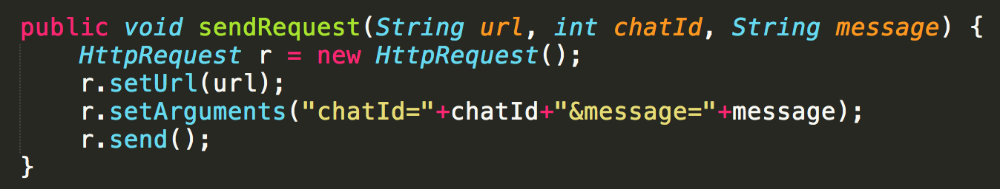 public void sendRequest(String url, int chatId, String message) {
    HttpRequest r = new HttpRequest();
    r.setUrl(url);
    r.setArguments("chatId="+chatId+"&message="+message);
    r.send();
}